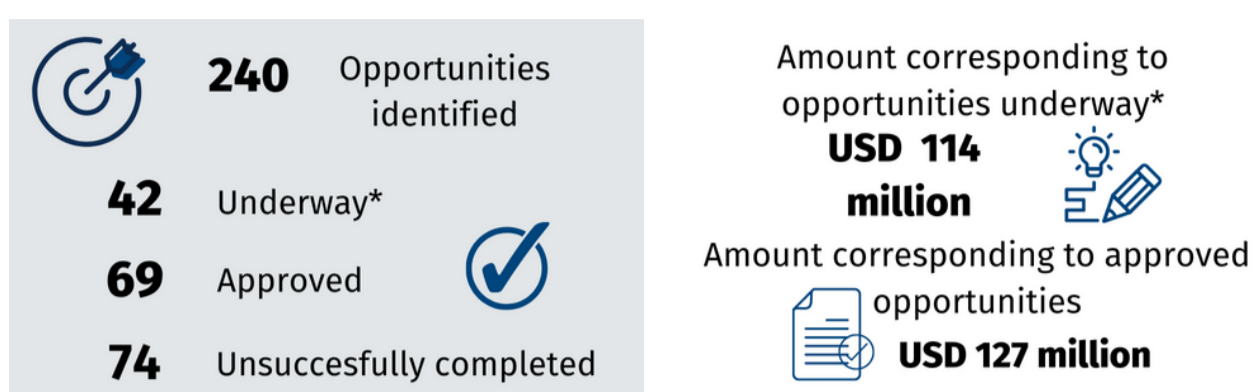 240 Opportunities
identified
42 Underway*
69 Approved
74 Unsuccesfully completed
Amount corresponding to
opportunities underway*
USD 114
million
Amount corresponding to approved
opportunities
USD 127 million